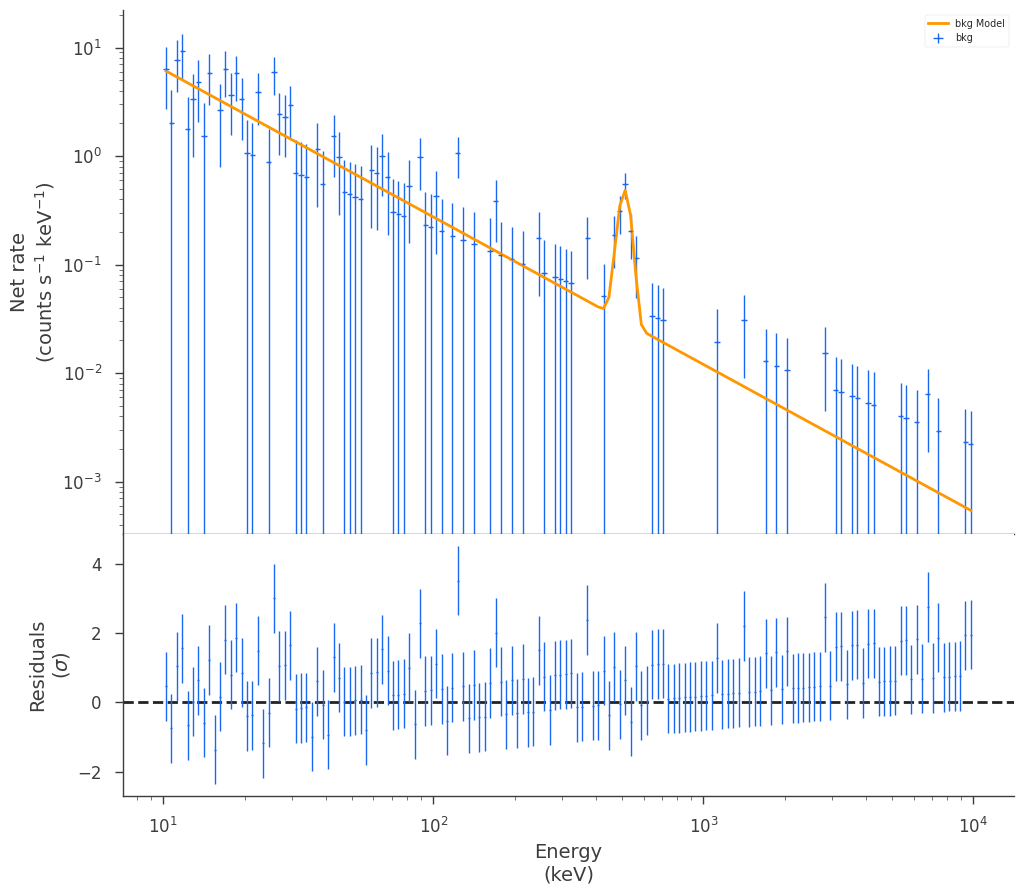 bkg Model
bkg
Net rate
(counts s⁻¹ keV⁻¹)
10¹
10⁰
10⁻¹
10⁻²
10⁻³
Residuals
(σ)
4
2
0
−2
10¹ 10² 10³ 10⁴
Energy
(keV)